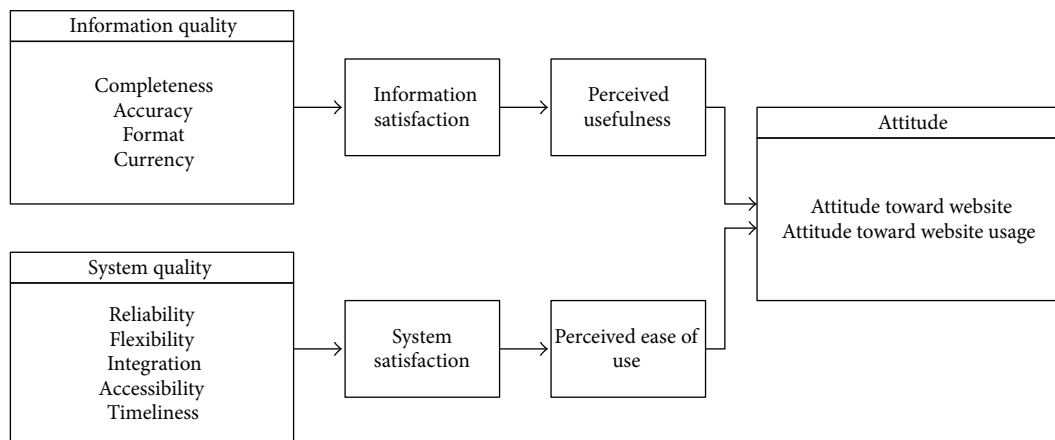 Information quality
Completeness
Accuracy
Format
Currency
Information
satisfaction
Perceived
usefulness
Attitude
Attitude toward website
Attitude toward website usage
System quality
Reliability
Flexibility
Integration
Accessibility
Timeliness
System
satisfaction
Perceived ease of
use